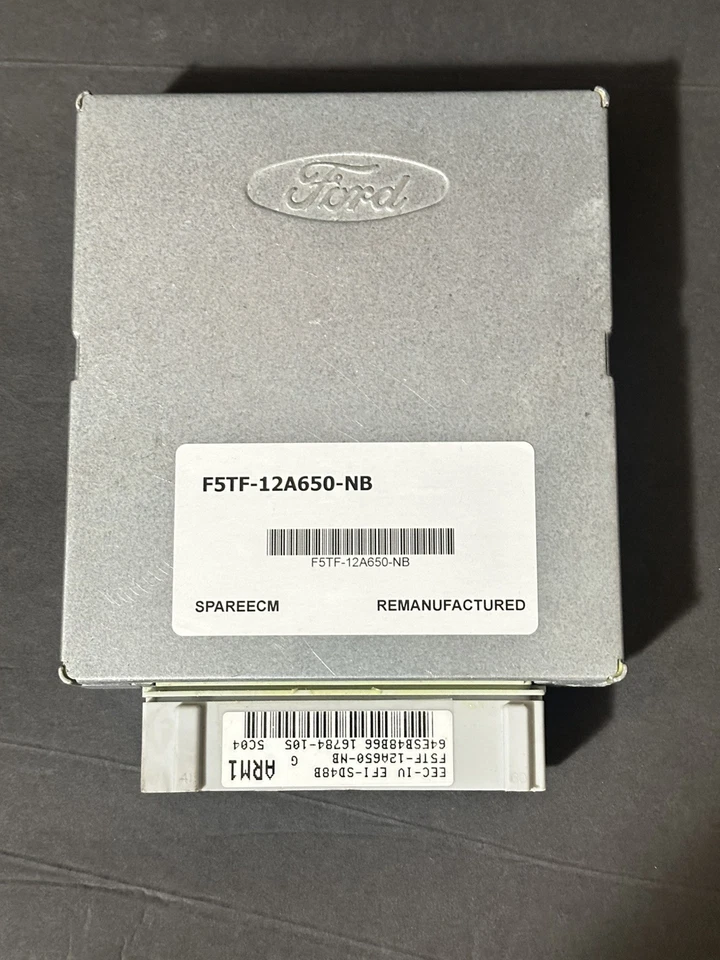 Ford
F5TF-12A650-NB
F5TF-12A650-NB
SPAREECM REMANUFACTURED
EEC-IV EFI-SD48B
F5TF-12A650-NB G ARM1
64ESB48B66 16784-105 5C04